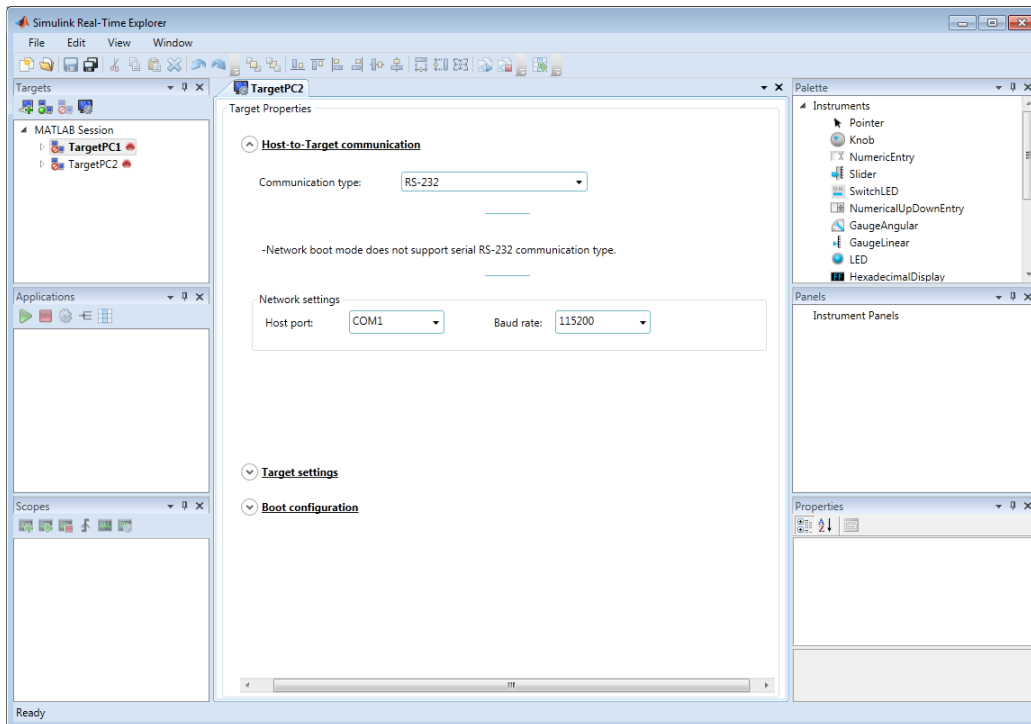 Simulink Real-Time Explorer
File Edit View Window
Targets
MATLAB Session
TargetPC1
TargetPC2
Applications
Scopes
TargetPC2
Target Properties
Host-to-Target communication
Communication type: RS-232
-Network boot mode does not support serial RS-232 communication type.
Network settings
Host port: COM1 Baud rate: 115200
Target settings
Boot configuration
Palette
Instruments
Pointer
Knob
NumericEntry
Slider
SwitchLED
NumericalUpDownEntry
GaugeAngular
GaugeLinear
LED
HexadecimalDisplay
Panels
Instrument Panels
Properties
Ready